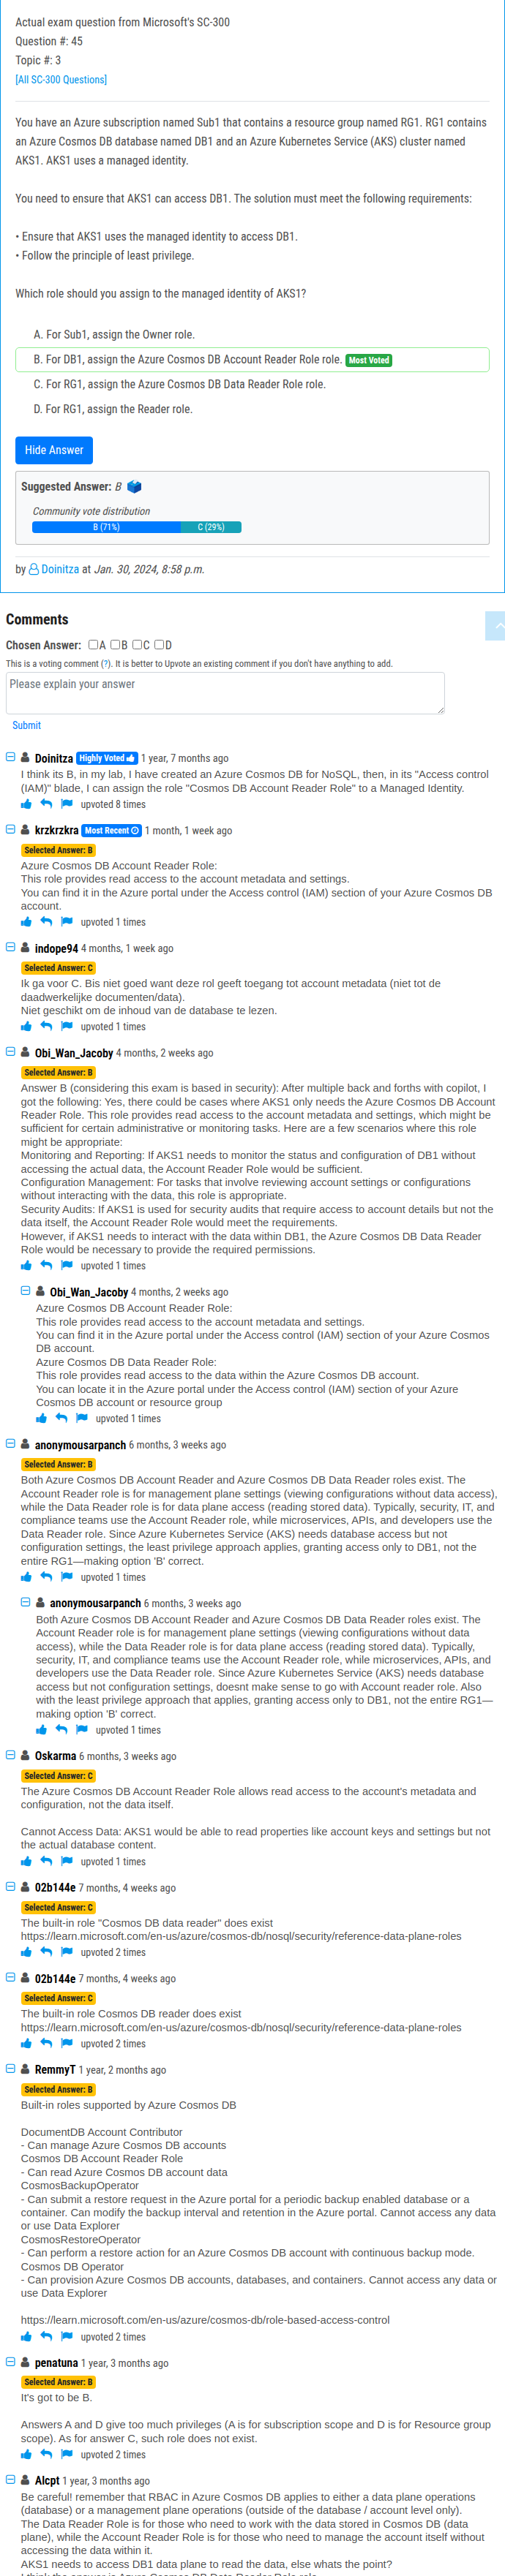 Actual exam question from Microsoft's SC-300
Question #: 45
Topic #: 3
[All SC-300 Questions]
You have an Azure subscription named Sub1 that contains a resource group named RG1. RG1 contains
an Azure Cosmos DB database named DB1 and an Azure Kubernetes Service (AKS) cluster named
AKS1. AKS1 uses a managed identity.
You need to ensure that AKS1 can access DB1. The solution must meet the following requirements:
• Ensure that AKS1 uses the managed identity to access DB1.
• Follow the principle of least privilege.
Which role should you assign to the managed identity of AKS1?
A. For Sub1, assign the Owner role.
B. For DB1, assign the Azure Cosmos DB Account Reader Role role. Most Voted
C. For RG1, assign the Azure Cosmos DB Data Reader Role role.
D. For RG1, assign the Reader role.
Hide Answer
Suggested Answer: B
Community vote distribution
B (71%) C (29%)
by Doinitza at Jan. 30, 2024, 8:58 p.m.
Comments
Chosen Answer: A B C D
This is a voting comment (?). It is better to Upvote an existing comment if you don't have anything to add.
Please explain your answer
Submit
Doinitza Highly Voted 1 year, 7 months ago
I think its B, in my lab, I have created an Azure Cosmos DB for NoSQL, then, in its "Access control
(IAM)" blade, I can assign the role "Cosmos DB Account Reader Role" to a Managed Identity.
upvoted 8 times
krzkrzkra Most Recent 1 month, 1 week ago
Selected Answer: B
Azure Cosmos DB Account Reader Role:
This role provides read access to the account metadata and settings.
You can find it in the Azure portal under the Access control (IAM) section of your Azure Cosmos DB
account.
upvoted 1 times
indope94 4 months, 1 week ago
Selected Answer: C
Ik ga voor C. Bis niet goed want deze rol geeft toegang tot account metadata (niet tot de
daadwerkelijke documenten/data).
Niet geschikt om de inhoud van de database te lezen.
upvoted 1 times
Obi_Wan_Jacoby 4 months, 2 weeks ago
Selected Answer: B
Answer B (considering this exam is based in security): After multiple back and forths with copilot, I
got the following: Yes, there could be cases where AKS1 only needs the Azure Cosmos DB Account
Reader Role. This role provides read access to the account metadata and settings, which might be
sufficient for certain administrative or monitoring tasks. Here are a few scenarios where this role
might be appropriate:
Monitoring and Reporting: If AKS1 needs to monitor the status and configuration of DB1 without
accessing the actual data, the Account Reader Role would be sufficient.
Configuration Management: For tasks that involve reviewing account settings or configurations
without interacting with the data, this role is appropriate.
Security Audits: If AKS1 is used for security audits that require access to account details but not the
data itself, the Account Reader Role would meet the requirements.
However, if AKS1 needs to interact with the data within DB1, the Azure Cosmos DB Data Reader
Role would be necessary to provide the required permissions.
upvoted 1 times
Obi_Wan_Jacoby 4 months, 2 weeks ago
Azure Cosmos DB Account Reader Role:
This role provides read access to the account metadata and settings.
You can find it in the Azure portal under the Access control (IAM) section of your Azure Cosmos
DB account.
Azure Cosmos DB Data Reader Role:
This role provides read access to the data within the Azure Cosmos DB account.
You can locate it in the Azure portal under the Access control (IAM) section of your Azure
Cosmos DB account or resource group
upvoted 1 times
anonymousarpanch 6 months, 3 weeks ago
Selected Answer: B
Both Azure Cosmos DB Account Reader and Azure Cosmos DB Data Reader roles exist. The
Account Reader role is for management plane settings (viewing configurations without data access),
while the Data Reader role is for data plane access (reading stored data). Typically, security, IT, and
compliance teams use the Account Reader role, while microservices, APIs, and developers use the
Data Reader role. Since Azure Kubernetes Service (AKS) needs database access but not
configuration settings, the least privilege approach applies, granting access only to DB1, not the
entire RG1—making option 'B' correct.
upvoted 1 times
anonymousarpanch 6 months, 3 weeks ago
Both Azure Cosmos DB Account Reader and Azure Cosmos DB Data Reader roles exist. The
Account Reader role is for management plane settings (viewing configurations without data
access), while the Data Reader role is for data plane access (reading stored data). Typically,
security, IT, and compliance teams use the Account Reader role, while microservices, APIs, and
developers use the Data Reader role. Since Azure Kubernetes Service (AKS) needs database
access but not configuration settings, doesnt make sense to go with Account reader role. Also
with the least privilege approach that applies, granting access only to DB1, not the entire RG1—
making option 'B' correct.
upvoted 1 times
Oskarma 6 months, 3 weeks ago
Selected Answer: C
The Azure Cosmos DB Account Reader Role allows read access to the account's metadata and
configuration, not the data itself.
Cannot Access Data: AKS1 would be able to read properties like account keys and settings but not
the actual database content.
upvoted 1 times
02b144e 7 months, 4 weeks ago
Selected Answer: C
The built-in role "Cosmos DB data reader" does exist
https://learn.microsoft.com/en-us/azure/cosmos-db/nosql/security/reference-data-plane-roles
upvoted 2 times
02b144e 7 months, 4 weeks ago
Selected Answer: C
The built-in role Cosmos DB reader does exist
https://learn.microsoft.com/en-us/azure/cosmos-db/nosql/security/reference-data-plane-roles
upvoted 2 times
RemmyT 1 year, 2 months ago
Selected Answer: B
Built-in roles supported by Azure Cosmos DB
DocumentDB Account Contributor
- Can manage Azure Cosmos DB accounts
Cosmos DB Account Reader Role
- Can read Azure Cosmos DB account data
CosmosBackupOperator
- Can submit a restore request in the Azure portal for a periodic backup enabled database or a
container. Can modify the backup interval and retention in the Azure portal. Cannot access any data
or use Data Explorer
CosmosRestoreOperator
- Can perform a restore action for an Azure Cosmos DB account with continuous backup mode.
Cosmos DB Operator
- Can provision Azure Cosmos DB accounts, databases, and containers. Cannot access any data or
use Data Explorer
https://learn.microsoft.com/en-us/azure/cosmos-db/role-based-access-control
upvoted 2 times
penatuna 1 year, 3 months ago
Selected Answer: B
It's got to be B.
Answers A and D give too much privileges (A is for subscription scope and D is for Resource group
scope). As for answer C, such role does not exist.
upvoted 2 times
Alcpt 1 year, 3 months ago
Be careful! remember that RBAC in Azure Cosmos DB applies to either a data plane operations
(database) or a management plane operations (outside of the database / account level only).
The Data Reader Role is for those who need to work with the data stored in Cosmos DB (data
plane), while the Account Reader Role is for those who need to manage the account itself without
accessing the data within it.
AKS1 needs to access DB1 data plane to read the data, else whats the point?